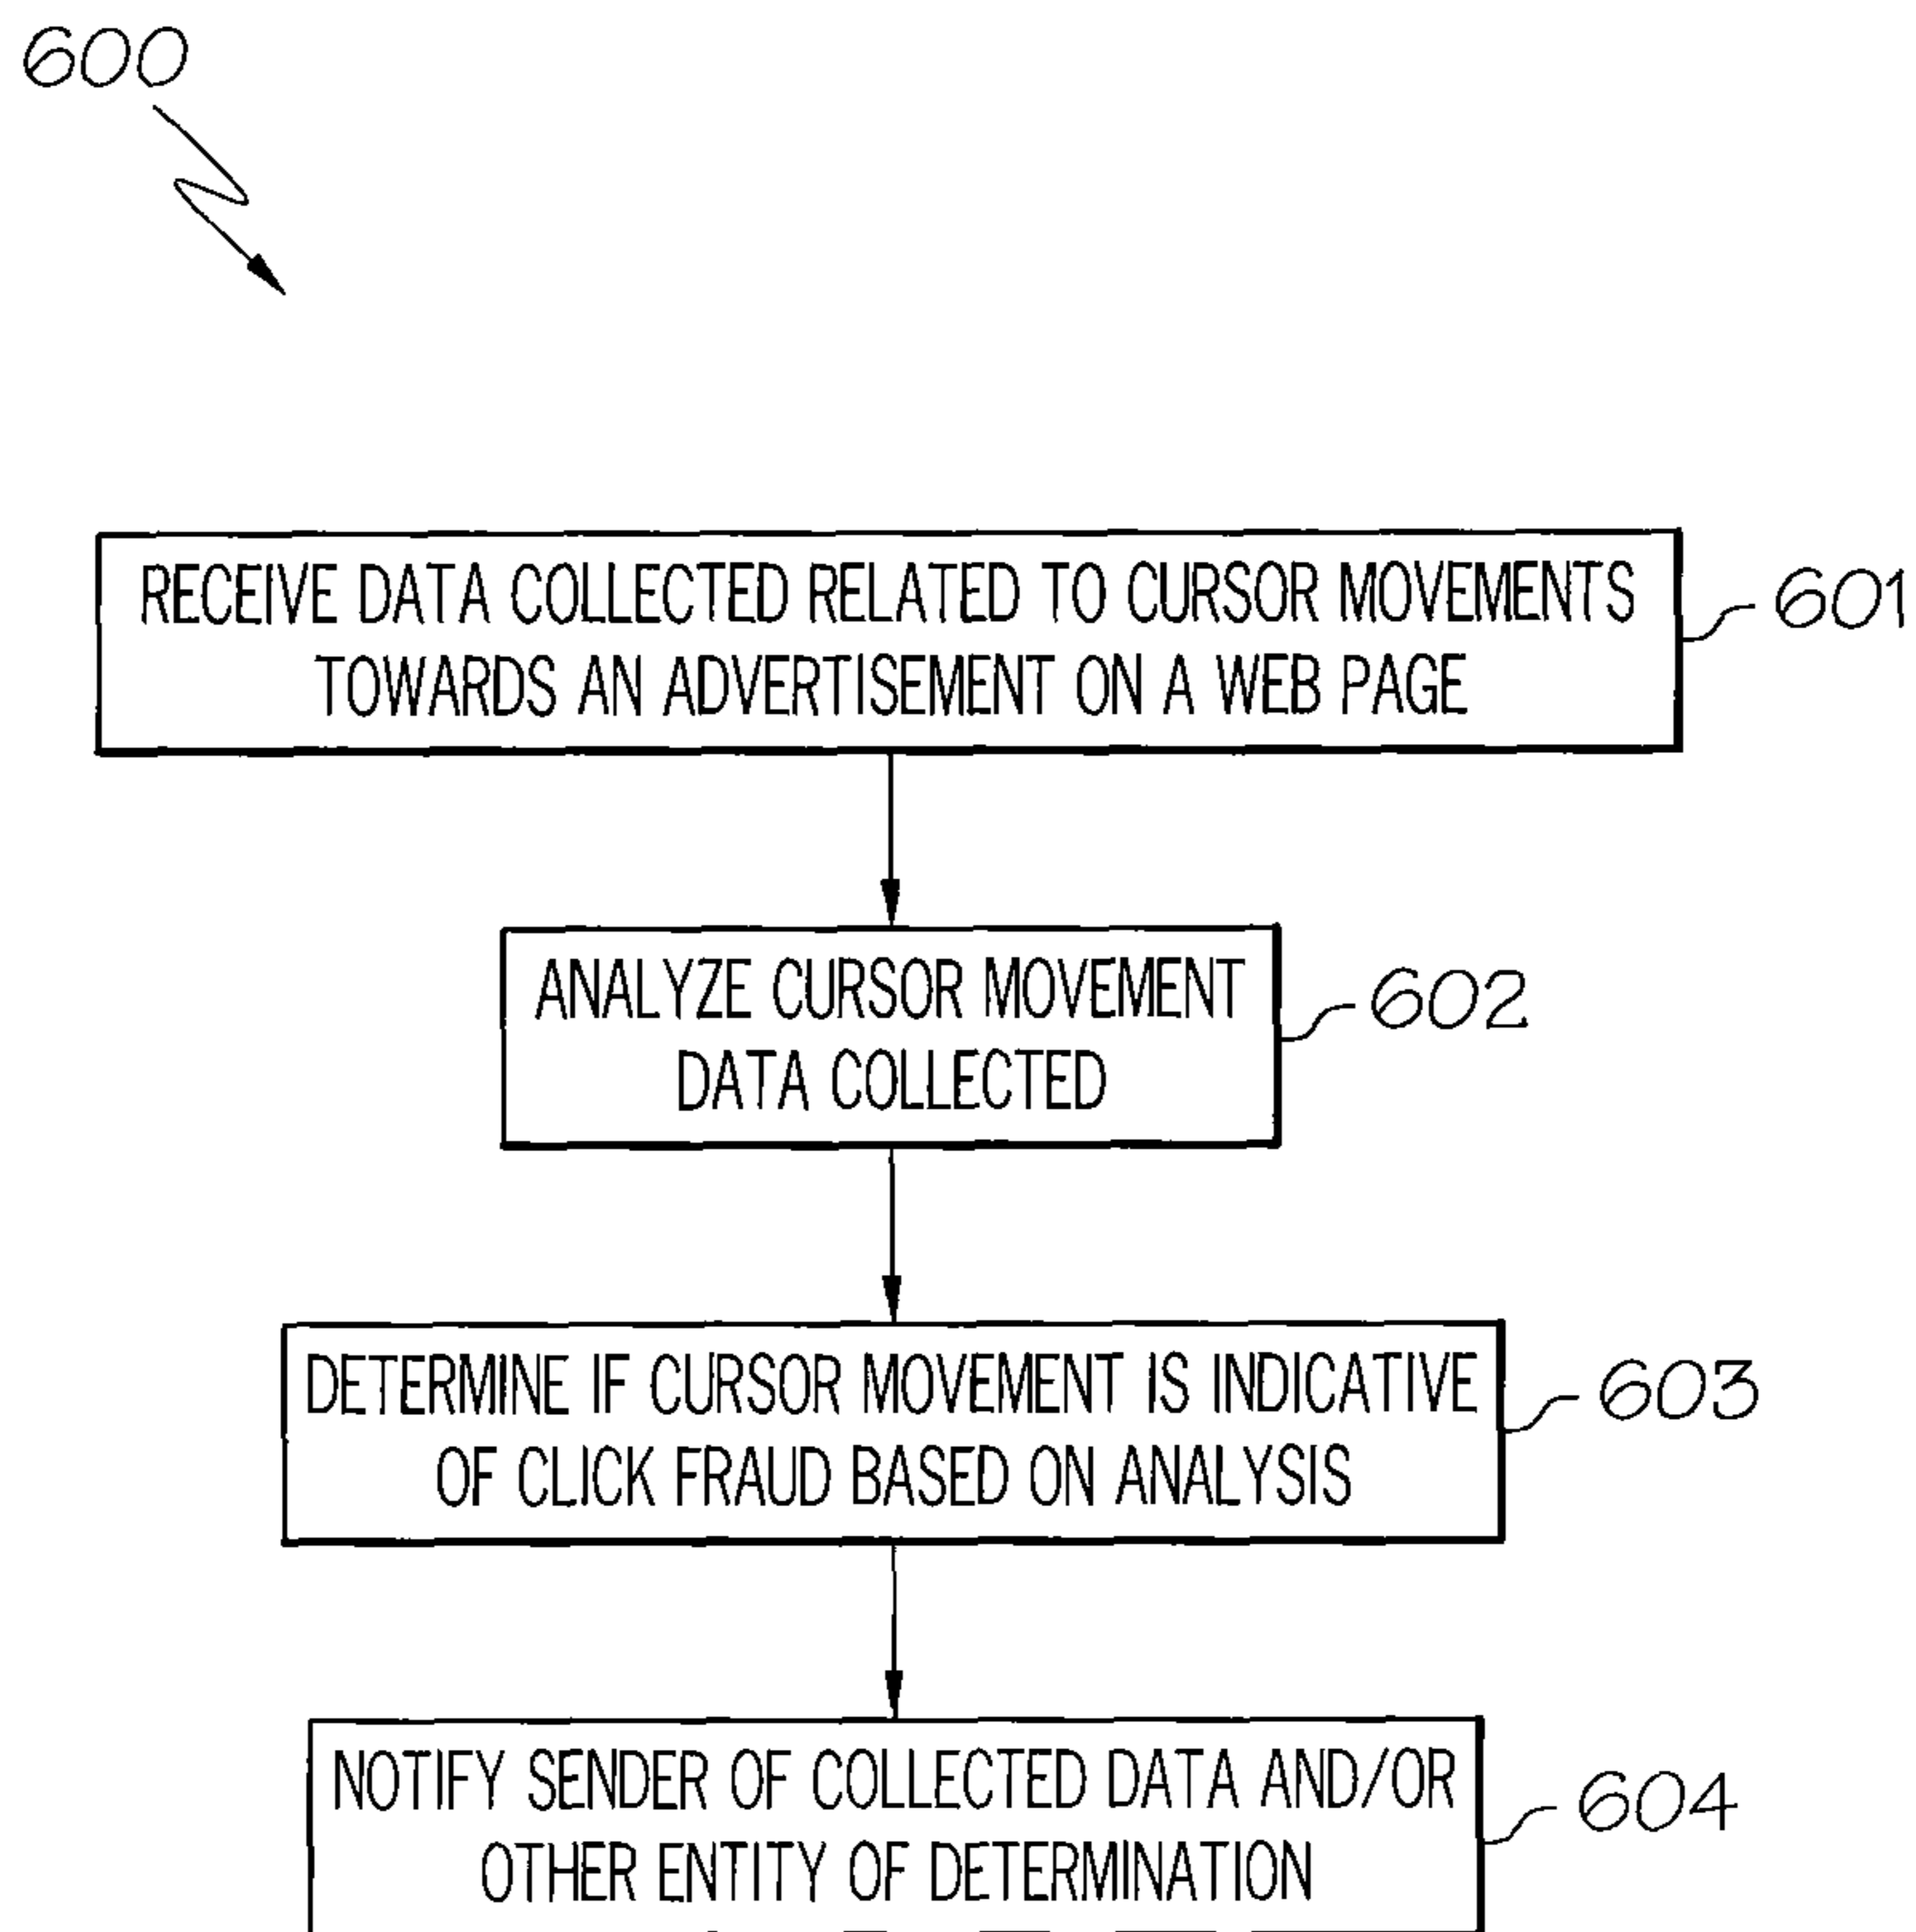 600
RECEIVE DATA COLLECTED RELATED TO CURSOR MOVEMENTS
TOWARDS AN ADVERTISEMENT ON A WEB PAGE
601
ANALYZE CURSOR MOVEMENT
DATA COLLECTED
602
DETERMINE IF CURSOR MOVEMENT IS INDICATIVE
OF CLICK FRAUD BASED ON ANALYSIS
603
NOTIFY SENDER OF COLLECTED DATA AND/OR
OTHER ENTITY OF DETERMINATION
604